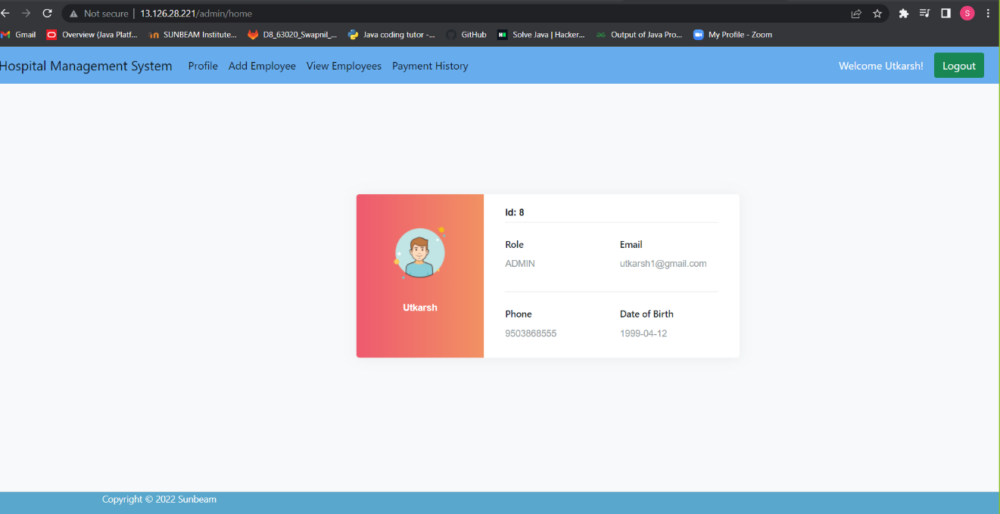 Not secure | 13.126.28.221/admin/home
S
Gmail Overview (Java Platf... SUNBEAM Institute... D8_63020_Swapnil_... Java coding tutor -... GitHub Solve Java | Hacker... Output of Java Pro... My Profile - Zoom
Hospital Management System Profile Add Employee View Employees Payment History Welcome Utkarsh! Logout
Id: 8
Role Email
ADMIN utkarsh1@gmail.com
Utkarsh
Phone Date of Birth
9503868555 1999-04-12
Copyright © 2022 Sunbeam